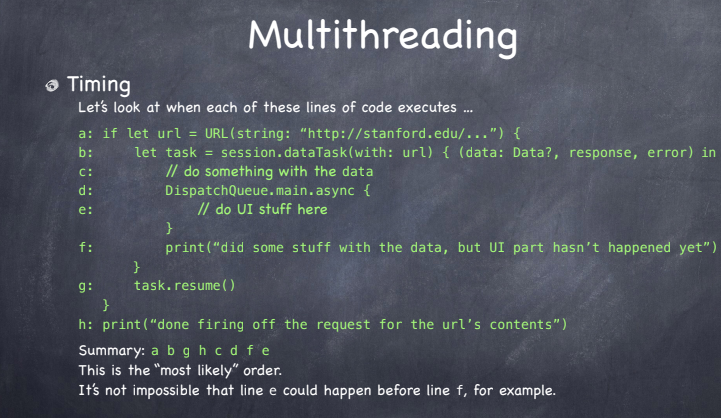 Multithreading
Timing
Let's look at when each of these lines of code executes ...
a: if let url = URL(string: “http://stanford.edu/...”) {
b: let task = session.dataTask(with: url) { (data: Data?, response, error) in
c: // do something with the data
d: DispatchQueue.main.async {
e: // do UI stuff here
}
f: print(“did some stuff with the data, but UI part hasn’t happened yet”)
}
g: task.resume()
}
h: print(“done firing off the request for the url’s contents”)
Summary: a b g h c d f e
This is the “most likely” order.
It’s not impossible that line e could happen before line f, for example.